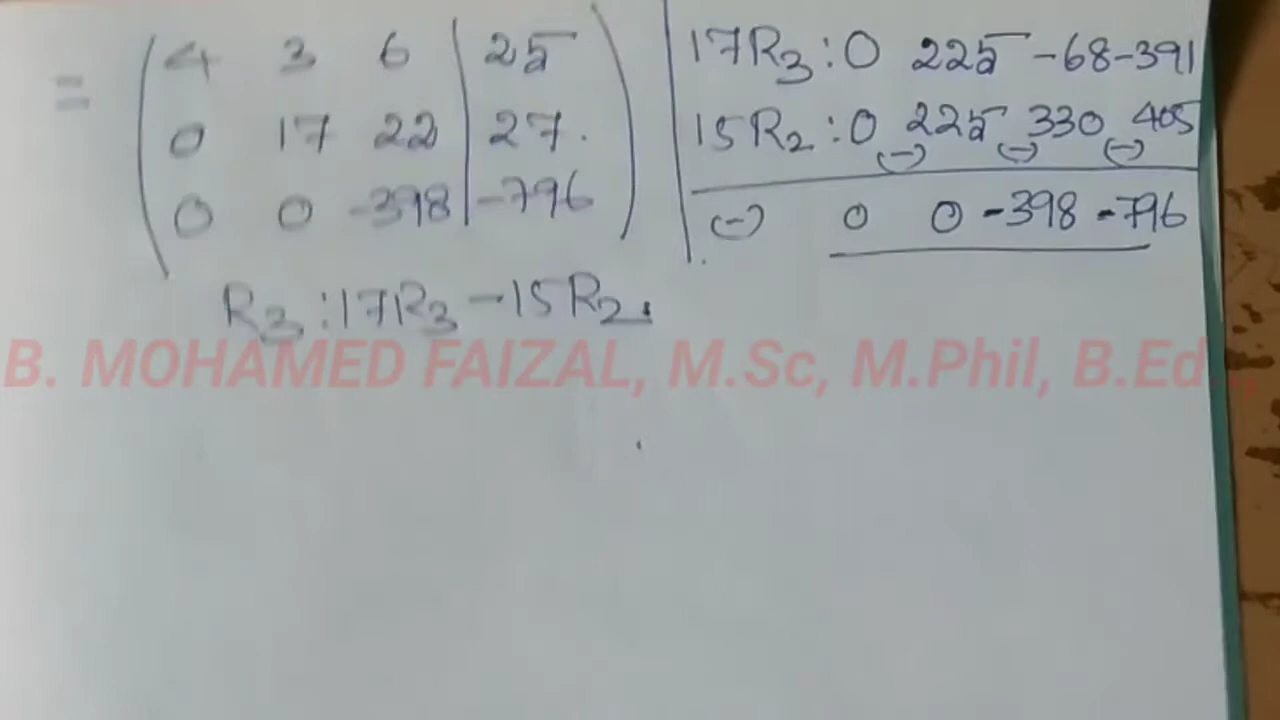 = ( 4 3 6 | 25
0 17 22 | 27.
0 0 -398 | -796 )
R3 : 17R3 - 15R2.
17R3 : 0 225 -68 -391
15R2 : 0 225 330 405
(-) (-) (-)
(-) 0 0 -398 -796
B. MOHAMED FAIZAL, M.Sc, M.Phil, B.Ed.,